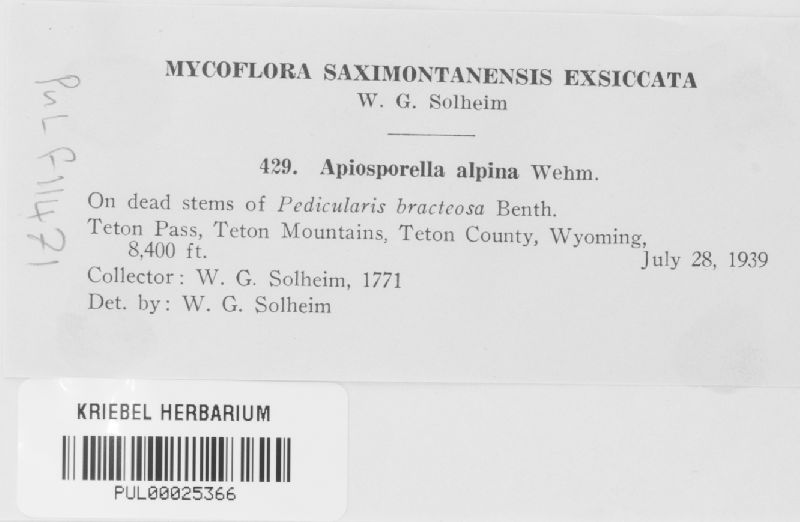 MYCOFLORA SAXIMONTANENSIS EXSICCATA
W. G. Solheim
429. Apiosporella alpina Wehm.
On dead stems of Pedicularis bracteosa Benth.
Teton Pass, Teton Mountains, Teton County, Wyoming,
8,400 ft. July 28, 1939
Collector: W. G. Solheim, 1771
Det. by: W. G. Solheim
PUL F11471
KRIEBEL HERBARIUM
PUL00025366